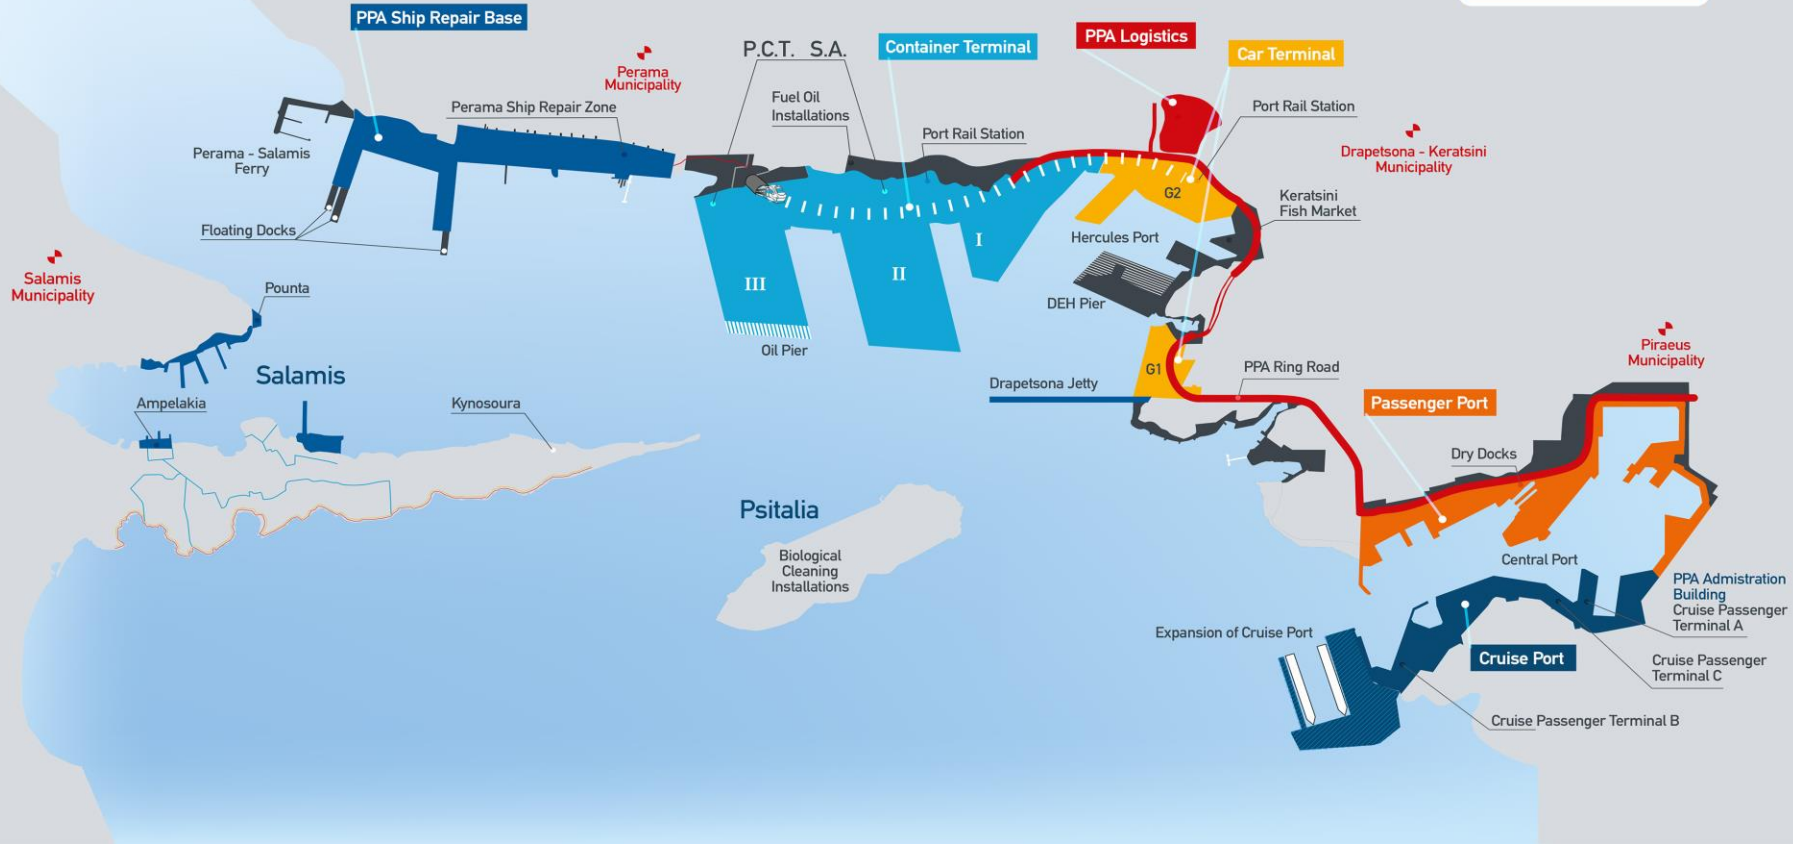 PPA Ship Repair Base
P.C.T. S.A.
Container Terminal
PPA Logistics
Car Terminal
Perama
Municipality
Perama Ship Repair Zone
Fuel Oil
Installations
Port Rail Station
Port Rail Station
Drapetsona - Keratsini
Municipality
Perama - Salamis
Ferry
Floating Docks
G2
Keratsini
Fish Market
Hercules Port
I
II
III
Salamis
Municipality
Pounta
DEH Pier
Oil Pier
Piraeus
Municipality
Salamis
G1
PPA Ring Road
Drapetsona Jetty
Ampelakia
Kynosoura
Passenger Port
Dry Docks
Psitalia
Biological
Cleaning
Installations
Central Port
PPA Admistration
Building
Cruise Passenger
Terminal A
Expansion of Cruise Port
Cruise Port
Cruise Passenger
Terminal C
Cruise Passenger Terminal B